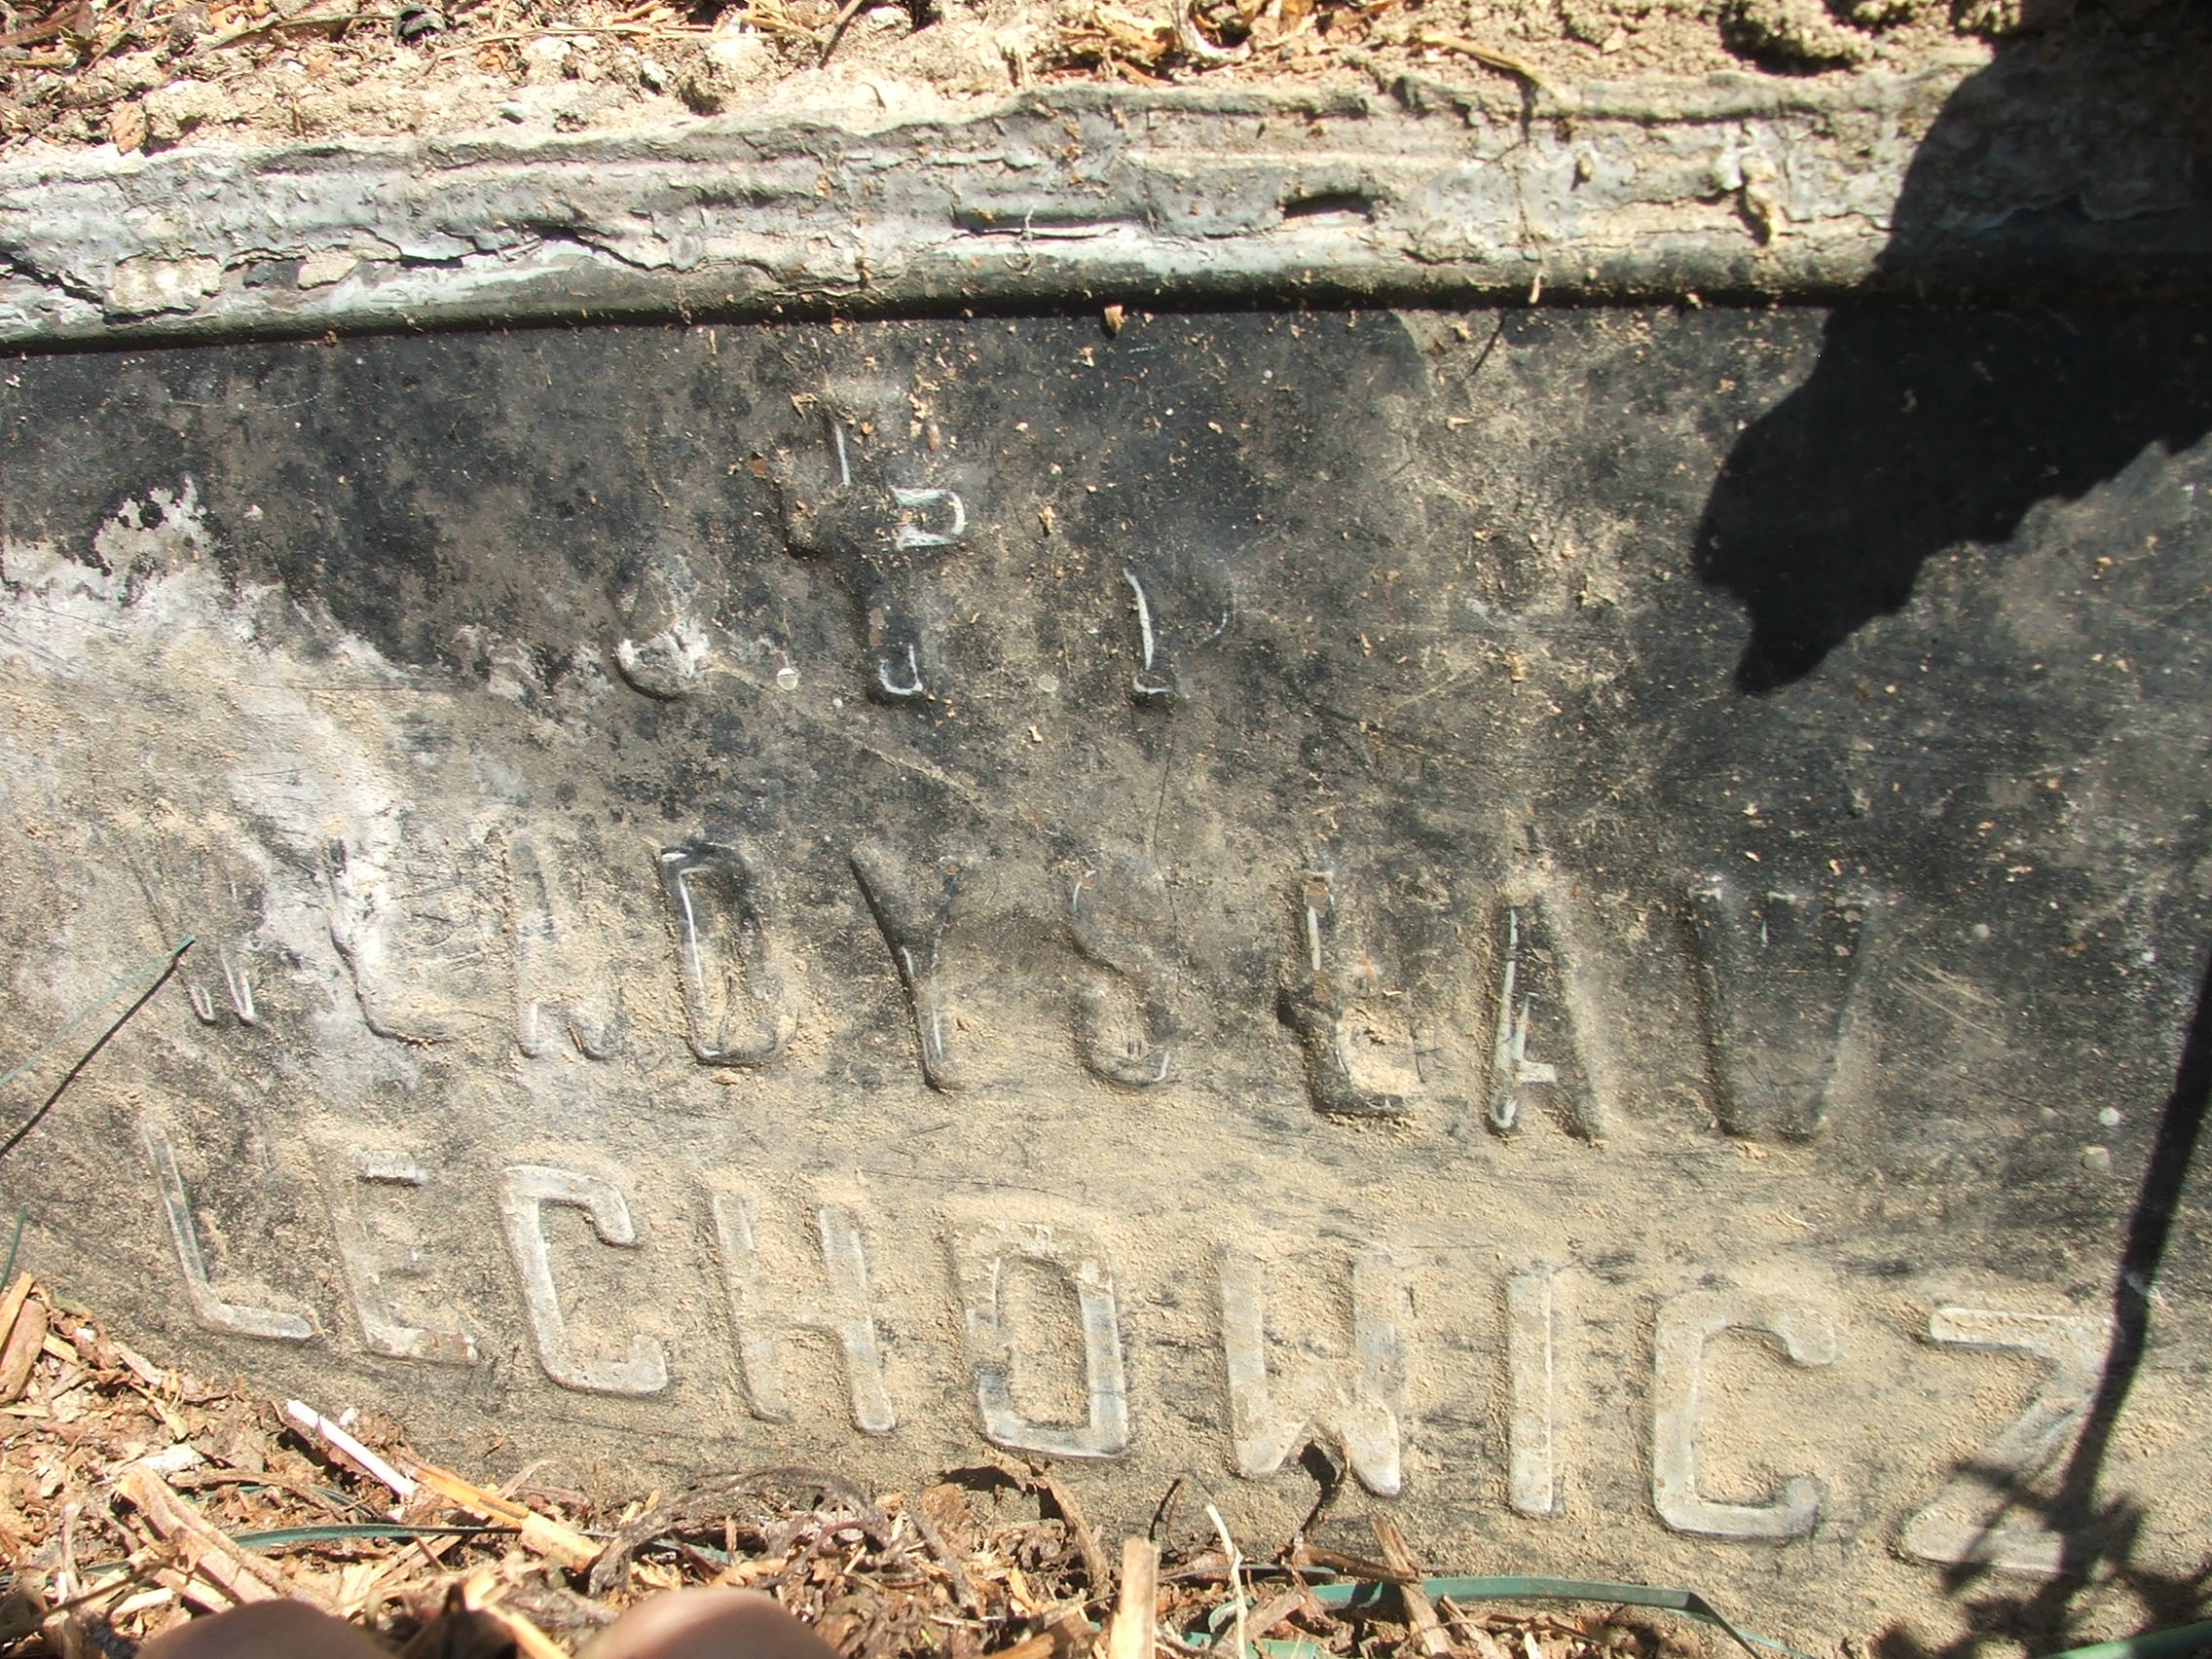 Ś † P
WŁADYSŁAW
LECHOWICZ